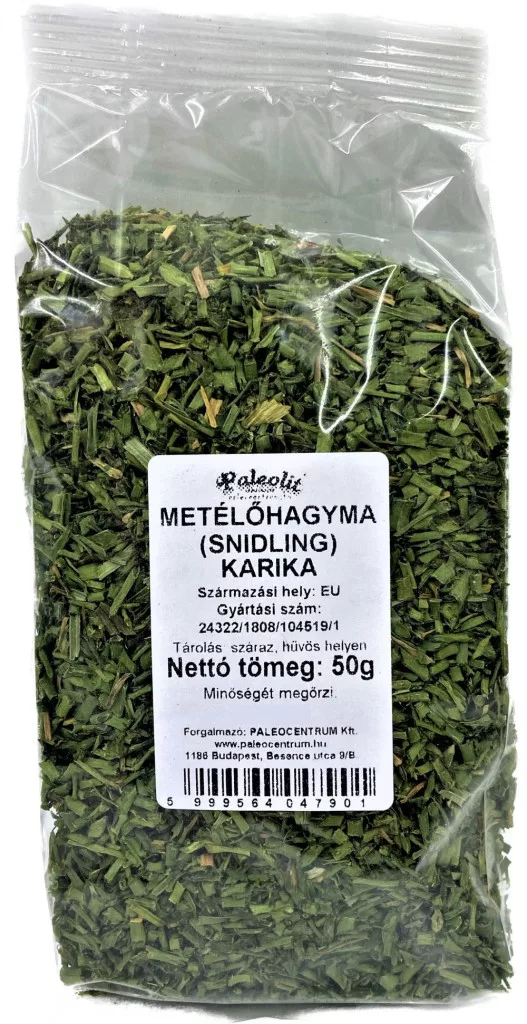 Paleolit
METÉLŐHAGYMA
(SNIDLING)
KARIKA
Származási hely: EU
Gyártási szám:
24322/1808/104519/1
Tárolás: száraz, hűvös helyen
Nettó tömeg: 50g
Minőségét megőrzi:
Forgalmazó: PALEOCENTRUM Kft.
www.paleocentrum.hu
1186 Budapest, Besence utca 9/B
5 999564 047901